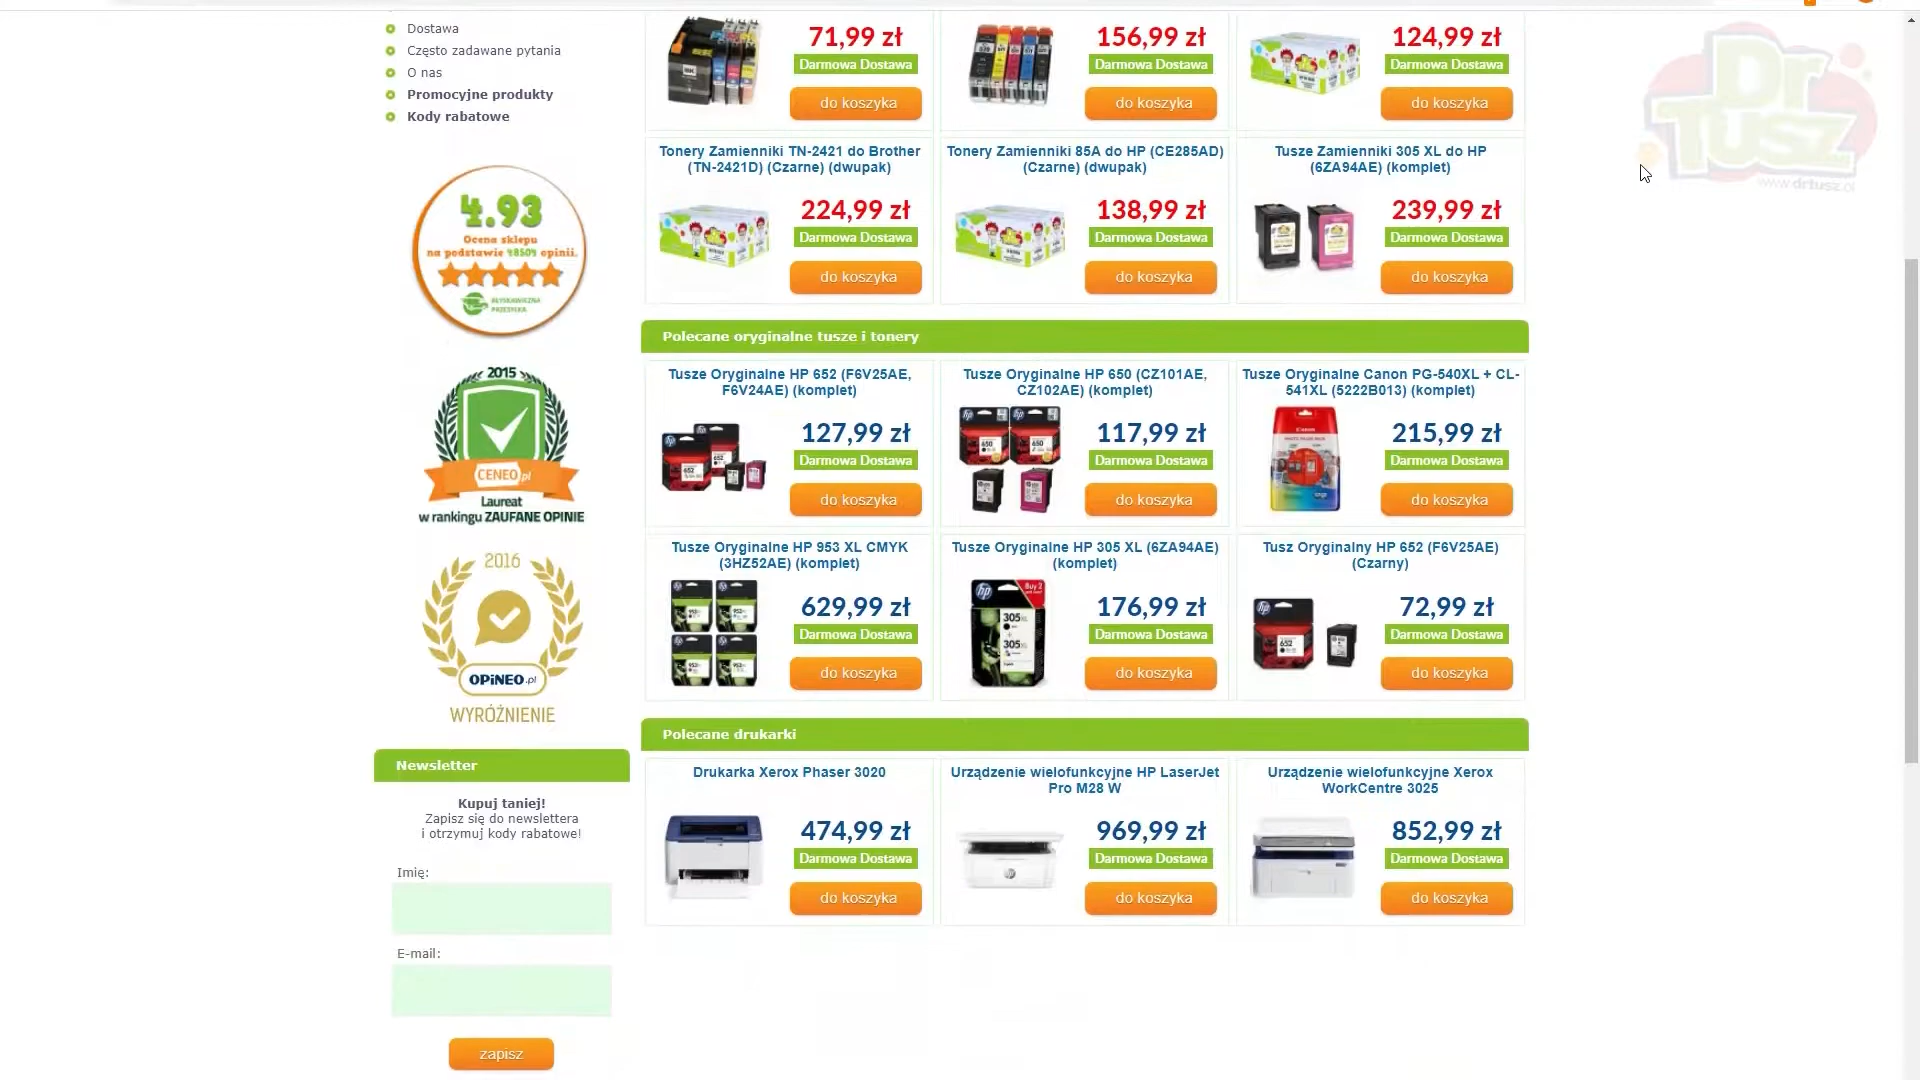 Dostawa
Często zadawane pytania
O nas
Promocyjne produkty
Kody rabatowe
4.93
Ocena sklepu
na podstawie 48504 opinii.
BŁYSKAWICZNA
PRZESYŁKA
2015
CENEO.pl
Laureat
w rankingu ZAUFANE OPINIE
2016
OPiNEO.pl
WYRÓŻNIENIE
Newsletter
Kupuj taniej!
Zapisz się do newslettera
i otrzymuj kody rabatowe!
Imię:
E-mail:
zapisz
71,99 zł
Darmowa Dostawa
do koszyka
156,99 zł
Darmowa Dostawa
do koszyka
124,99 zł
Darmowa Dostawa
do koszyka
Tonery Zamienniki TN-2421 do Brother
(TN-2421D) (Czarne) (dwupak)
224,99 zł
Darmowa Dostawa
do koszyka
Tonery Zamienniki 85A do HP (CE285AD)
(Czarne) (dwupak)
138,99 zł
Darmowa Dostawa
do koszyka
Tusze Zamienniki 305 XL do HP
(6ZA94AE) (komplet)
239,99 zł
Darmowa Dostawa
do koszyka
Polecane oryginalne tusze i tonery
Tusze Oryginalne HP 652 (F6V25AE,
F6V24AE) (komplet)
127,99 zł
Darmowa Dostawa
do koszyka
Tusze Oryginalne HP 650 (CZ101AE,
CZ102AE) (komplet)
117,99 zł
Darmowa Dostawa
do koszyka
Tusze Oryginalne Canon PG-540XL + CL-
541XL (5222B013) (komplet)
215,99 zł
Darmowa Dostawa
do koszyka
Tusze Oryginalne HP 953 XL CMYK
(3HZ52AE) (komplet)
629,99 zł
Darmowa Dostawa
do koszyka
Tusze Oryginalne HP 305 XL (6ZA94AE)
(komplet)
305XL
305XL
176,99 zł
Darmowa Dostawa
do koszyka
Tusz Oryginalny HP 652 (F6V25AE)
(Czarny)
72,99 zł
Darmowa Dostawa
do koszyka
Polecane drukarki
Drukarka Xerox Phaser 3020
474,99 zł
Darmowa Dostawa
do koszyka
Urządzenie wielofunkcyjne HP LaserJet
Pro M28 W
969,99 zł
Darmowa Dostawa
do koszyka
Urządzenie wielofunkcyjne Xerox
WorkCentre 3025
852,99 zł
Darmowa Dostawa
do koszyka
Dr
Tusz
www.drtusz.pl